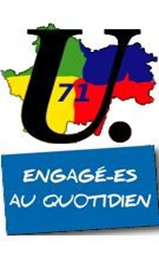 U.
71
ENGAGÉ-ES
AU QUOTIDIEN